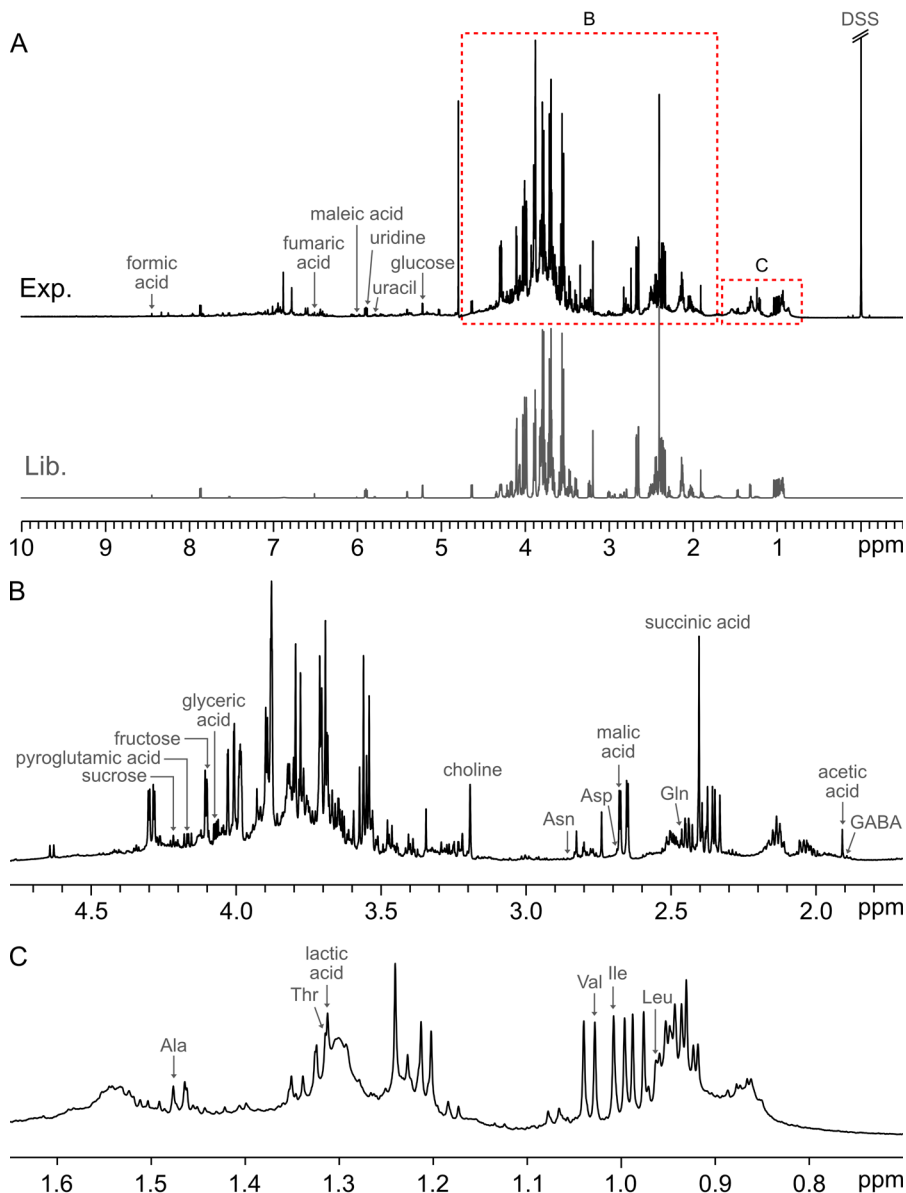 A
B
DSS
C
maleic acid
uridine
fumaric
acid
glucose
formic
acid
uracil
Exp.
Lib.
10 9 8 7 6 5 4 3 2 1 ppm
B
succinic acid
glyceric
acid
fructose
pyroglutamic acid
sucrose
choline
malic
acid
Asn
Asp
Gln
acetic
acid
GABA
4.5 4.0 3.5 3.0 2.5 2.0 ppm
C
lactic
acid
Thr
Ala
Val
Ile
Leu
1.6 1.5 1.4 1.3 1.2 1.1 1.0 0.9 0.8 ppm